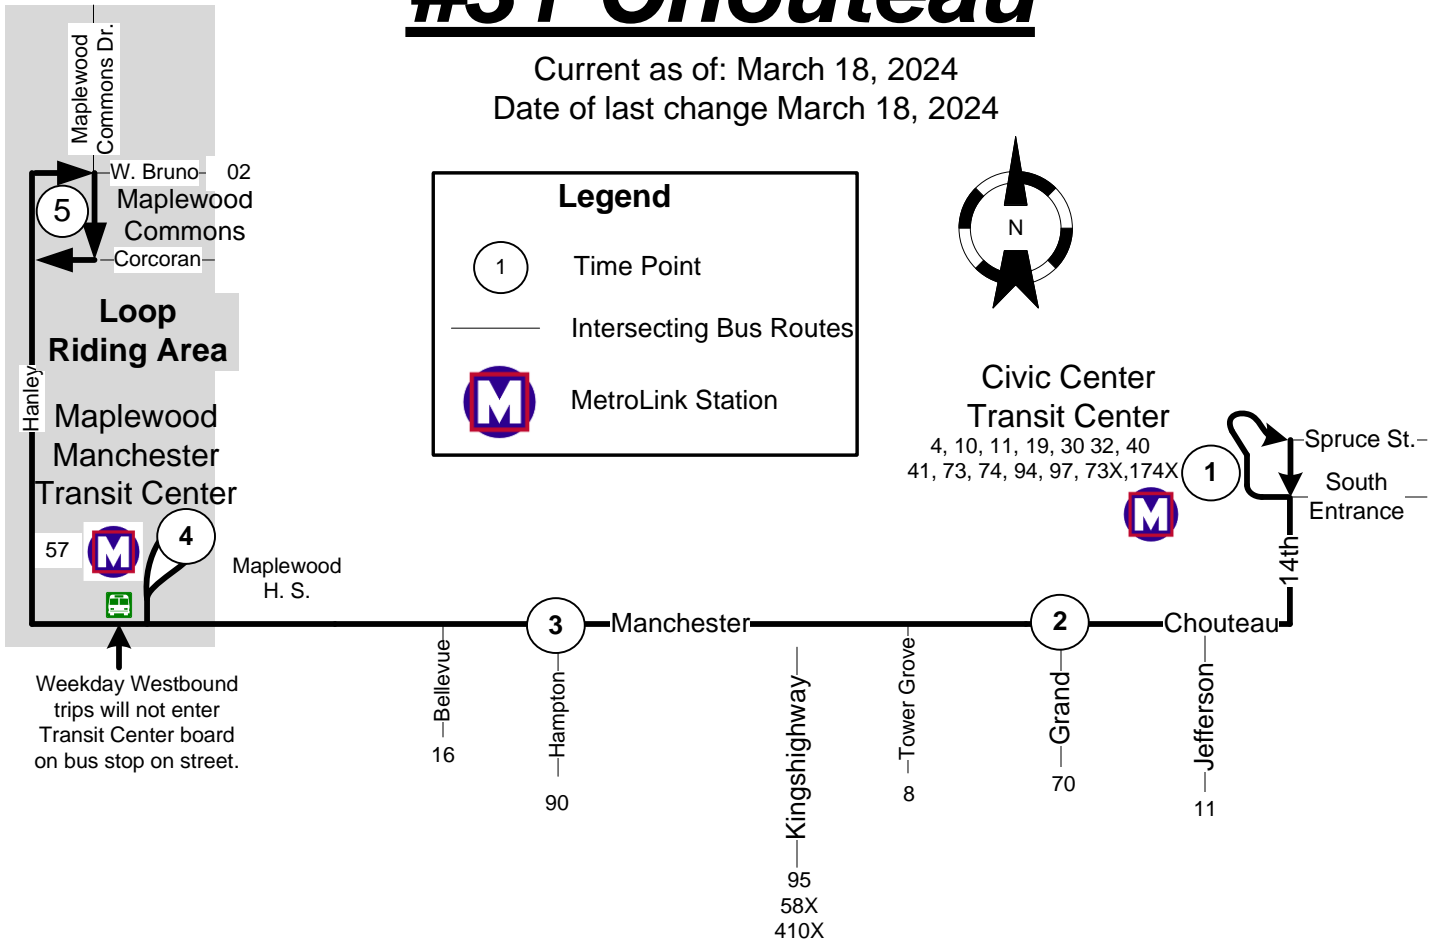 #31 Chouteau
Current as of: March 18, 2024
Date of last change March 18, 2024
Maplewood
Commons Dr.
W. Bruno
02
5
Maplewood
Commons
Corcoran
Loop
Riding Area
Hanley
Maplewood
Manchester
Transit Center
57
M
4
Maplewood
H. S.
Weekday Westbound
trips will not enter
Transit Center board
on bus stop on street.
Legend
1
Time Point
Intersecting Bus Routes
M
MetroLink Station
N
Civic Center
Transit Center
4, 10, 11, 19, 30 32, 40
41, 73, 74, 94, 97, 73X,174X
1
M
Spruce St.
South
Entrance
14th
3
Manchester
2
Chouteau
Bellevue
16
Hampton
90
Kingshighway
95
58X
410X
Tower Grove
8
Grand
70
Jefferson
11